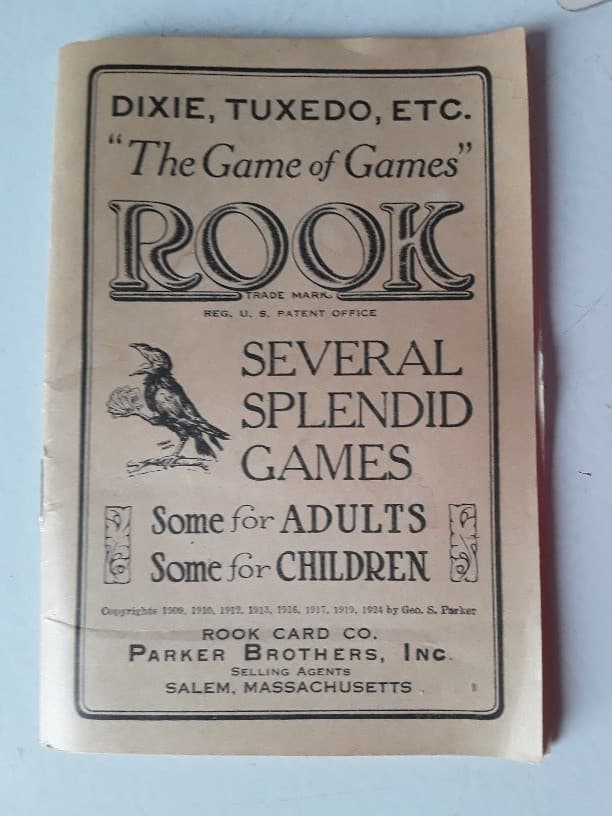 DIXIE, TUXEDO, ETC.
"The Game of Games"
ROOK
TRADE MARK
REG. U. S. PATENT OFFICE
SEVERAL
SPLENDID
GAMES
Some for ADULTS
Some for CHILDREN
Copyrights 1909, 1910, 1912, 1913, 1916, 1917, 1919, 1924 by Geo. S. Parker
ROOK CARD CO.
PARKER BROTHERS, INC.
SELLING AGENTS
SALEM, MASSACHUSETTS